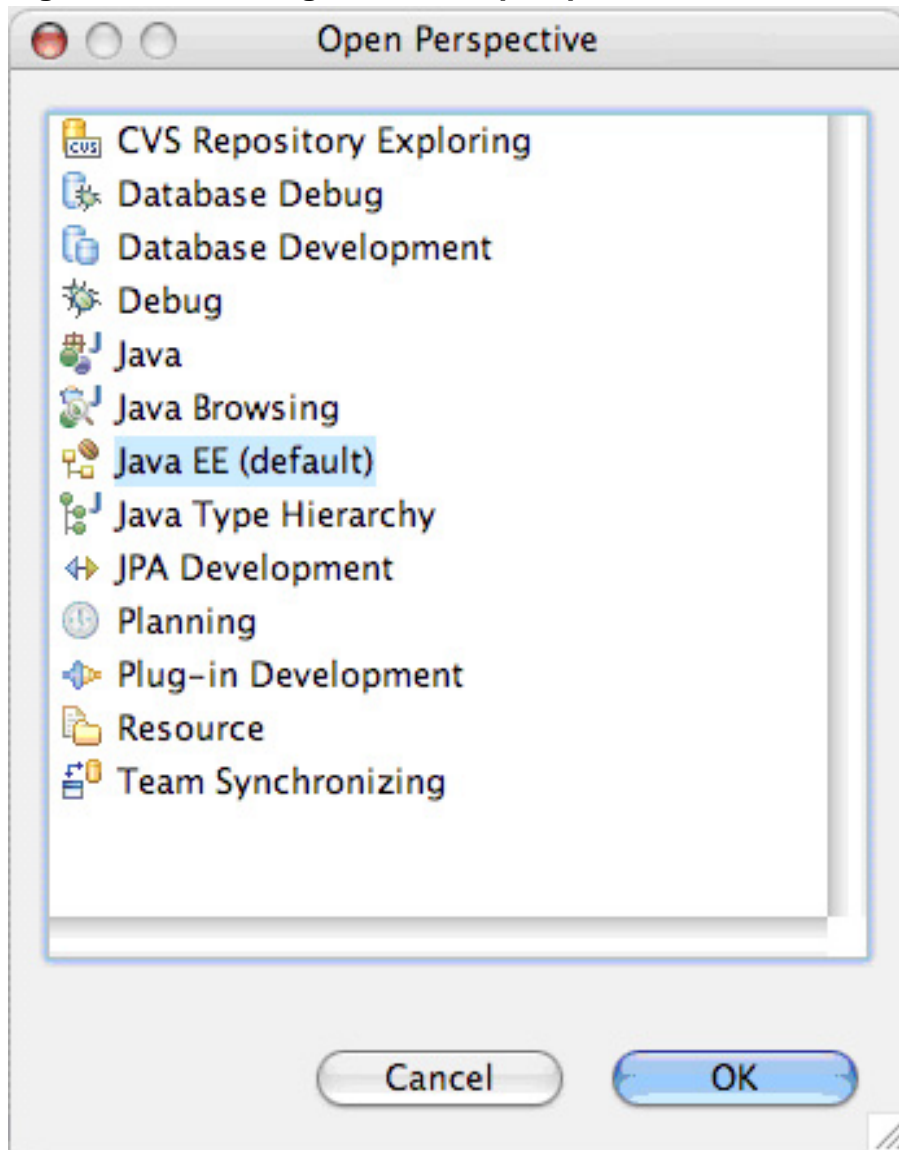 Open Perspective
CVS Repository Exploring
Database Debug
Database Development
Debug
Java
Java Browsing
Java EE (default)
Java Type Hierarchy
JPA Development
Planning
Plug-in Development
Resource
Team Synchronizing
Cancel OK